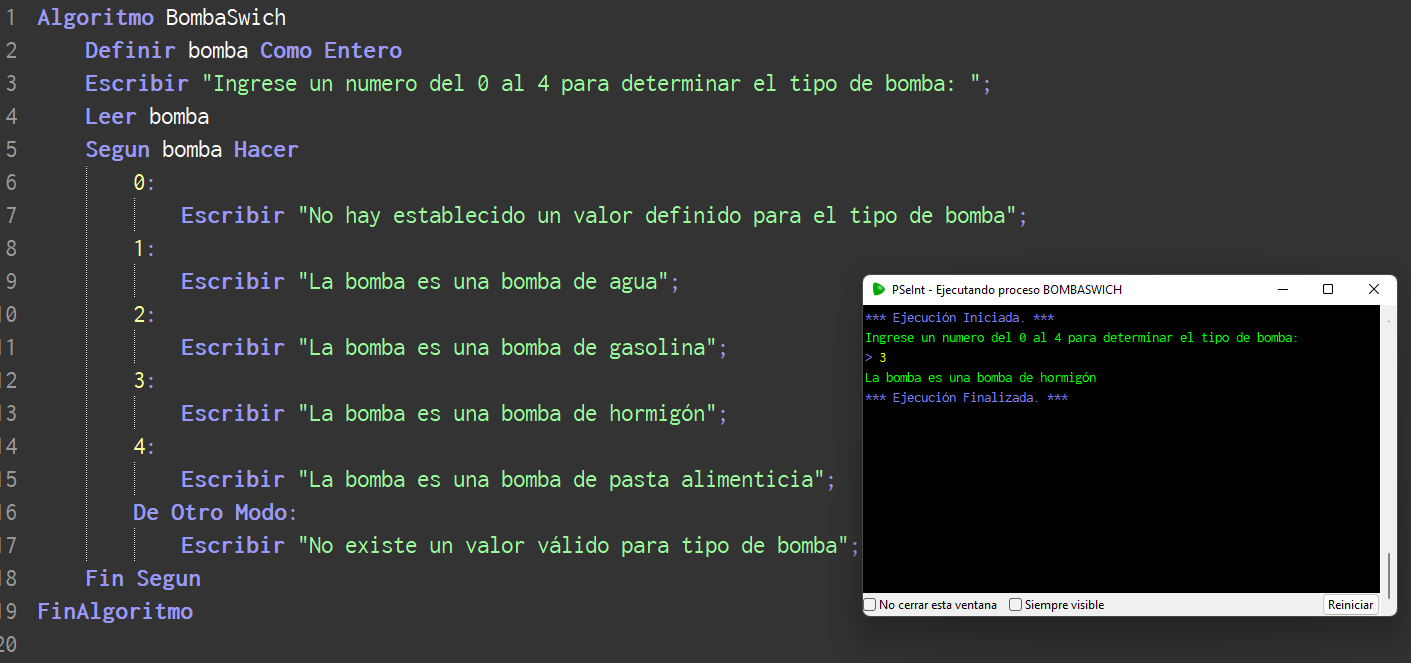 1 Algoritmo BombaSwich
2 Definir bomba Como Entero
3 Escribir "Ingrese un numero del 0 al 4 para determinar el tipo de bomba: ";
4 Leer bomba
5 Segun bomba Hacer
6 0:
7 Escribir "No hay establecido un valor definido para el tipo de bomba";
8 1:
9 Escribir "La bomba es una bomba de agua";
10 2:
11 Escribir "La bomba es una bomba de gasolina";
12 3:
13 Escribir "La bomba es una bomba de hormigón";
14 4:
15 Escribir "La bomba es una bomba de pasta alimenticia";
16 De Otro Modo:
17 Escribir "No existe un valor válido para tipo de bomba";
18 Fin Segun
19 FinAlgoritmo
20
PSeInt - Ejecutando proceso BOMBASWICH
*** Ejecución Iniciada. ***
Ingrese un numero del 0 al 4 para determinar el tipo de bomba:
> 3
La bomba es una bomba de hormigón
*** Ejecución Finalizada. ***
No cerrar esta ventana Siempre visible Reiniciar